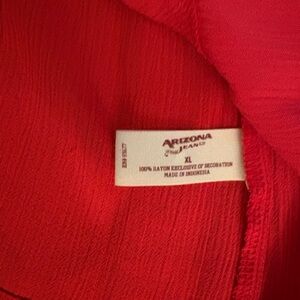 ARIZONA
JEAN CO
XL
100% RAYON EXCLUSIVE OF DECORATION
MADE IN INDONESIA